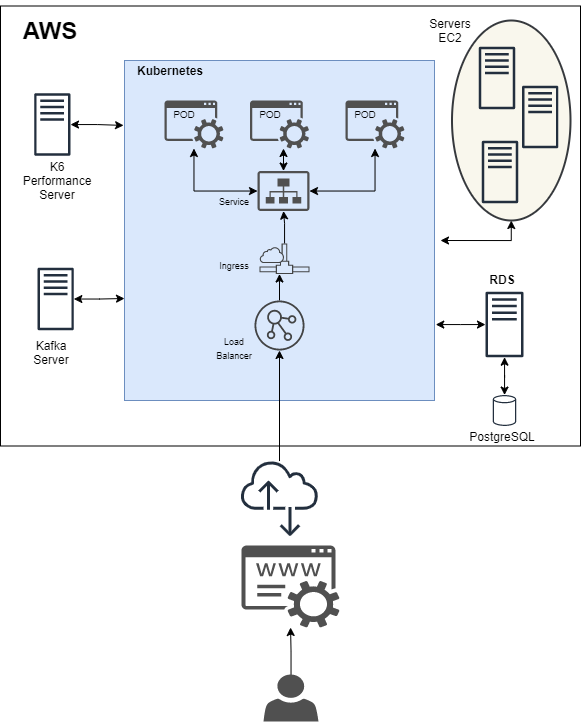 AWS
Servers
EC2
Kubernetes
POD
POD
POD
K6
Performance
Server
Service
Ingress
RDS
Kafka
Server
Load
Balancer
PostgreSQL
WWW